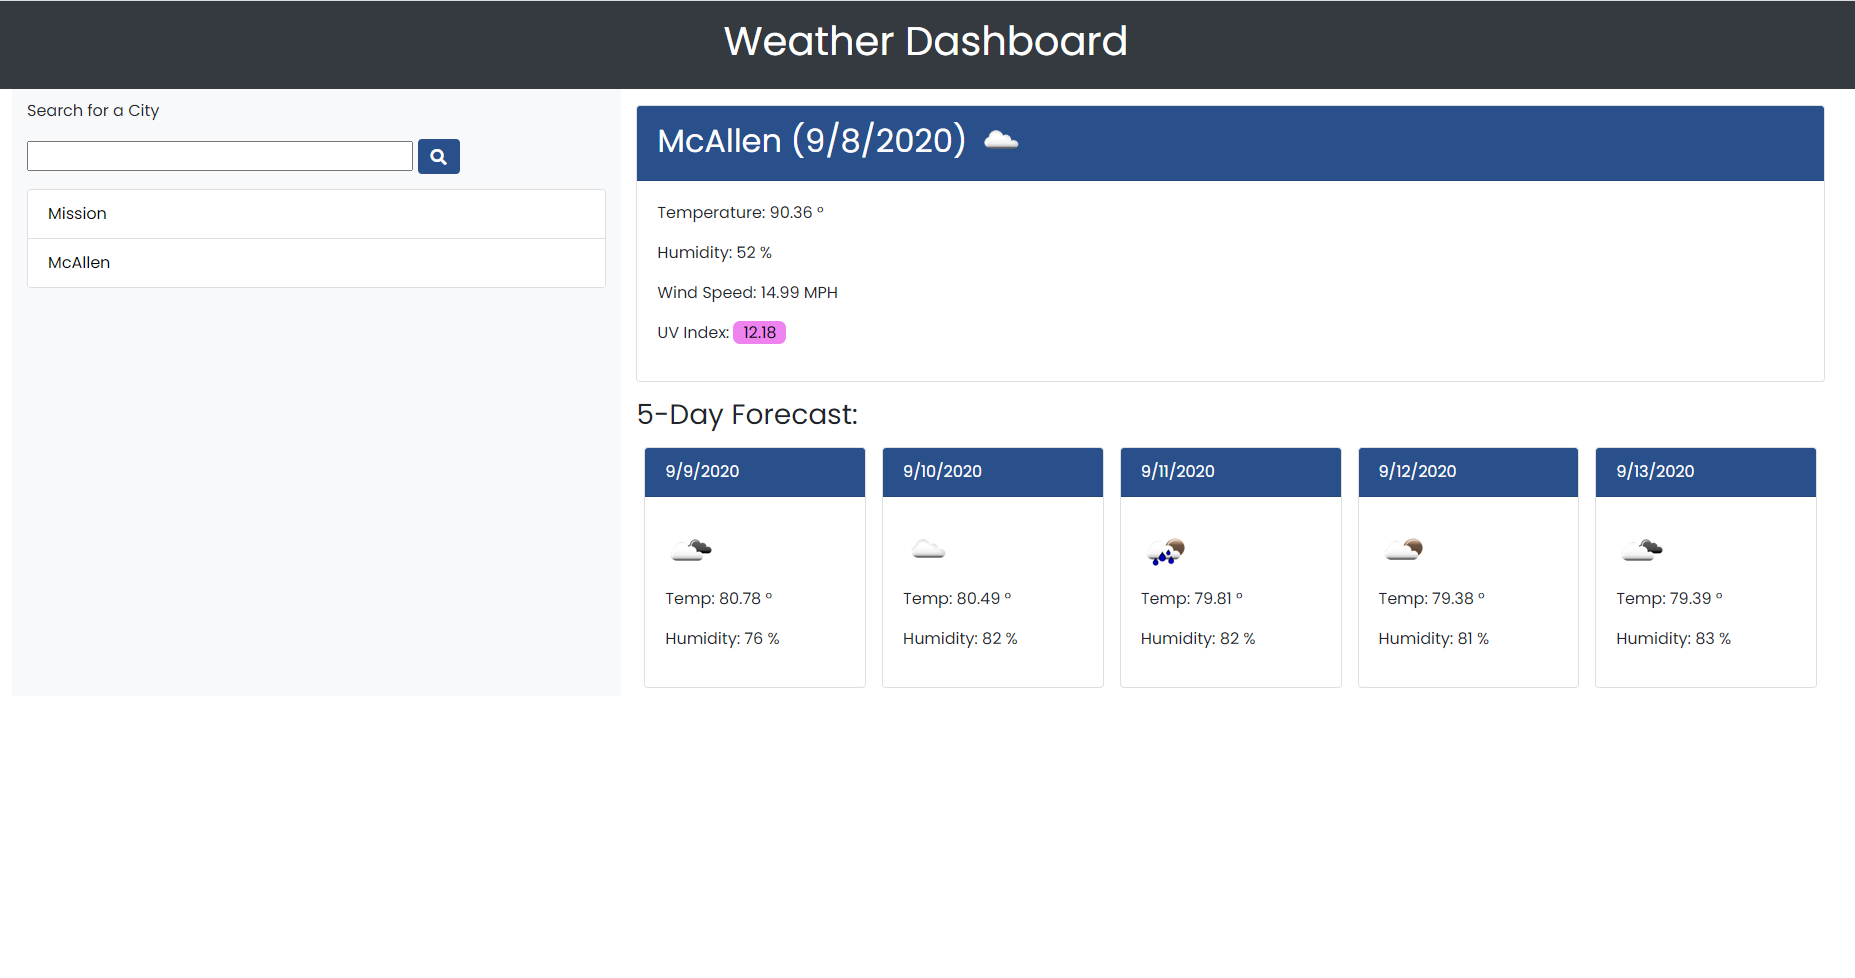 Weather Dashboard
Search for a City
Mission
McAllen
McAllen (9/8/2020)
Temperature: 90.36 °
Humidity: 52 %
Wind Speed: 14.99 MPH
UV Index: 12.18
5-Day Forecast:
9/9/2020
Temp: 80.78 °
Humidity: 76 %
9/10/2020
Temp: 80.49 °
Humidity: 82 %
9/11/2020
Temp: 79.81 °
Humidity: 82 %
9/12/2020
Temp: 79.38 °
Humidity: 81 %
9/13/2020
Temp: 79.39 °
Humidity: 83 %